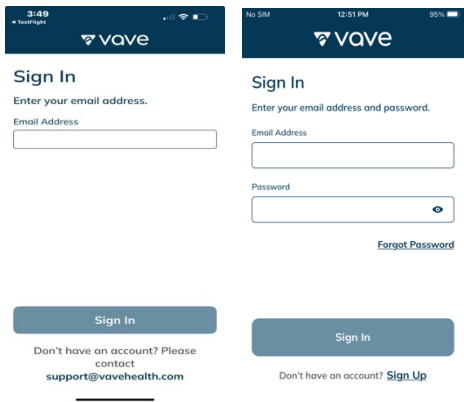 3:49
◄ TestFlight
vave
Sign In
Enter your email address.
Email Address
Sign In
Don't have an account? Please
contact
support@vavehealth.com
No SIM 12:51 PM 95%
vave
Sign In
Enter your email address and password.
Email Address
Password
Forgot Password
Sign In
Don't have an account? Sign Up